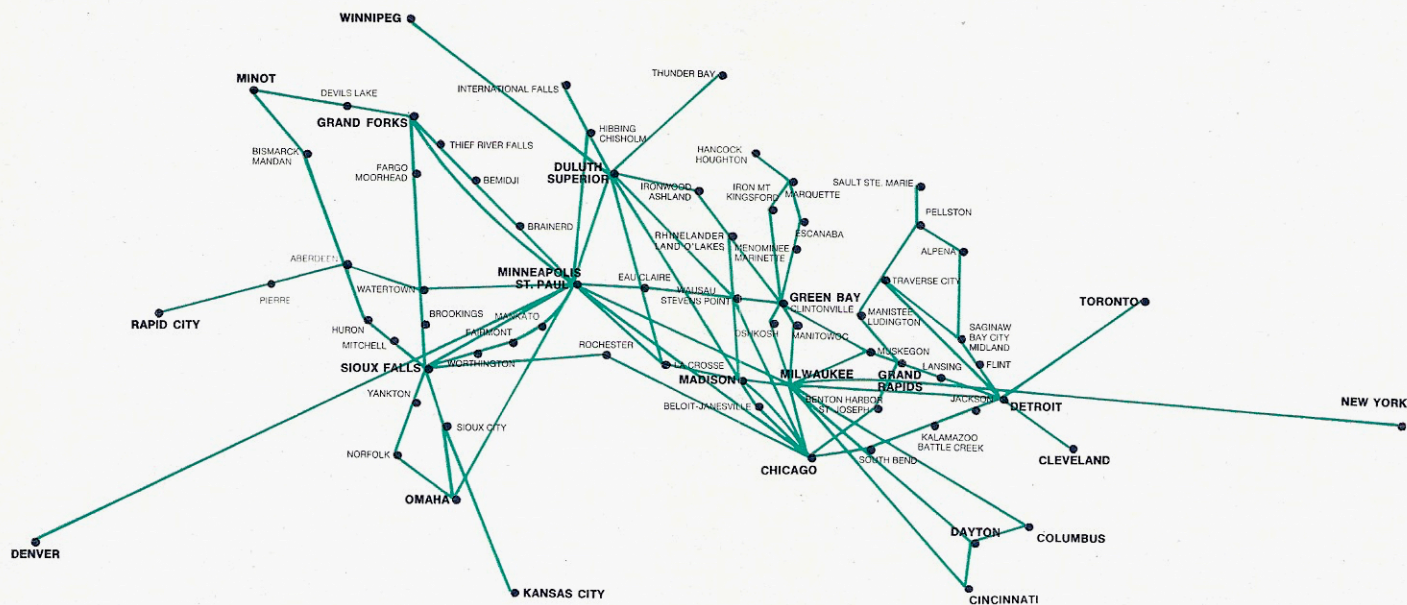 WINNIPEG
THUNDER BAY
MINOT
INTERNATIONAL FALLS
DEVILS LAKE
GRAND FORKS
HIBBING
CHISHOLM
THIEF RIVER FALLS
BISMARCK
MANDAN
HANCOCK
HOUGHTON
FARGO
MOORHEAD
DULUTH
SUPERIOR
BEMIDJI
IRONWOOD
ASHLAND
IRON MT.
KINGSFORD
MARQUETTE
SAULT STE. MARIE
PELLSTON
BRAINERD
ESCANABA
RHINELANDER
LAND O'LAKES
MENOMINEE
MARINETTE
ALPENA
ABERDEEN
MINNEAPOLIS
ST. PAUL
EAU CLAIRE
TRAVERSE CITY
WATERTOWN
WAUSAU
STEVENS POINT
GREEN BAY
CLINTONVILLE
PIERRE
TORONTO
RAPID CITY
MANISTEE
LUDINGTON
HURON
BROOKINGS
MANKATO
OSHKOSH
MANITOWOC
SAGINAW
BAY CITY
MIDLAND
MITCHELL
FAIRMONT
ROCHESTER
MUSKEGON
SIOUX FALLS
WORTHINGTON
LA CROSSE
MADISON
MILWAUKEE
GRAND
RAPIDS
LANSING
FLINT
YANKTON
BELOIT-JANESVILLE
BENTON HARBOR
ST. JOSEPH
JACKSON
DETROIT
NEW YORK
SIOUX CITY
KALAMAZOO
BATTLE CREEK
NORFOLK
CHICAGO
SOUTH BEND
CLEVELAND
OMAHA
DENVER
DAYTON
COLUMBUS
KANSAS CITY
CINCINNATI